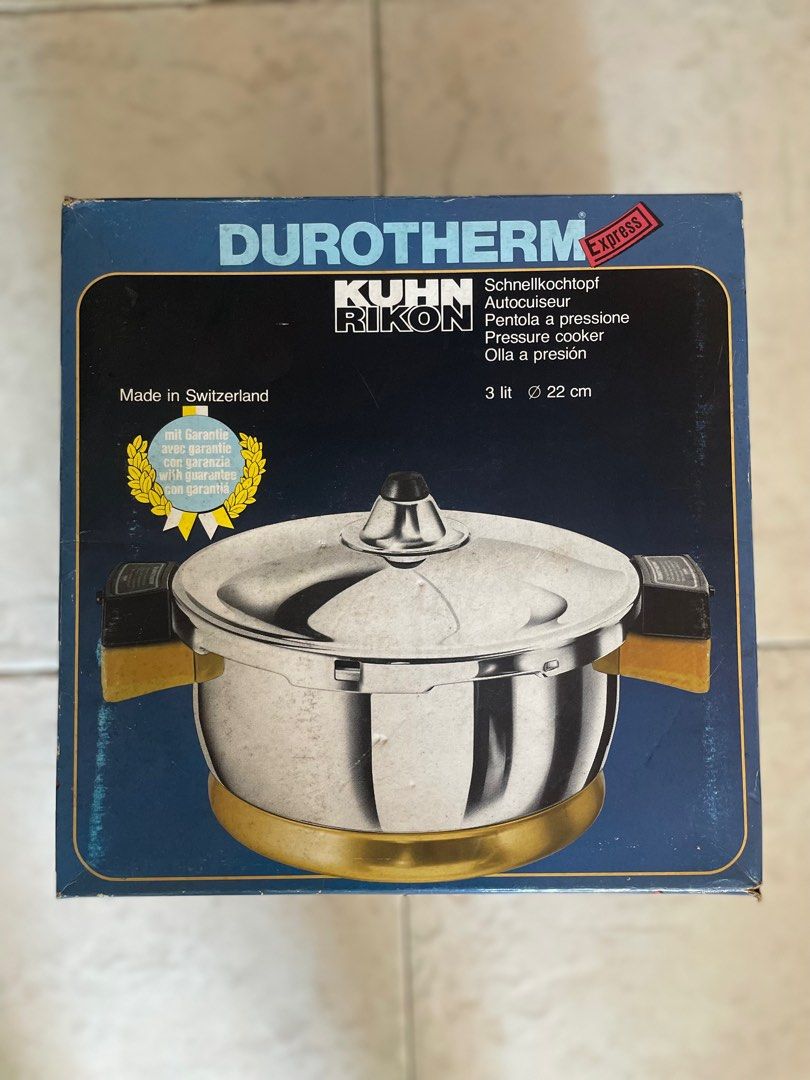 DUROTHERM®
Express
KUHN
RIKON
Schnellkochtopf
Autocuiseur
Pentola a pressione
Pressure cooker
Olla a presión
3 lit Ø 22 cm
Made in Switzerland
mit Garantie
avec garantie
con garanzia
with guarantee
con garantia